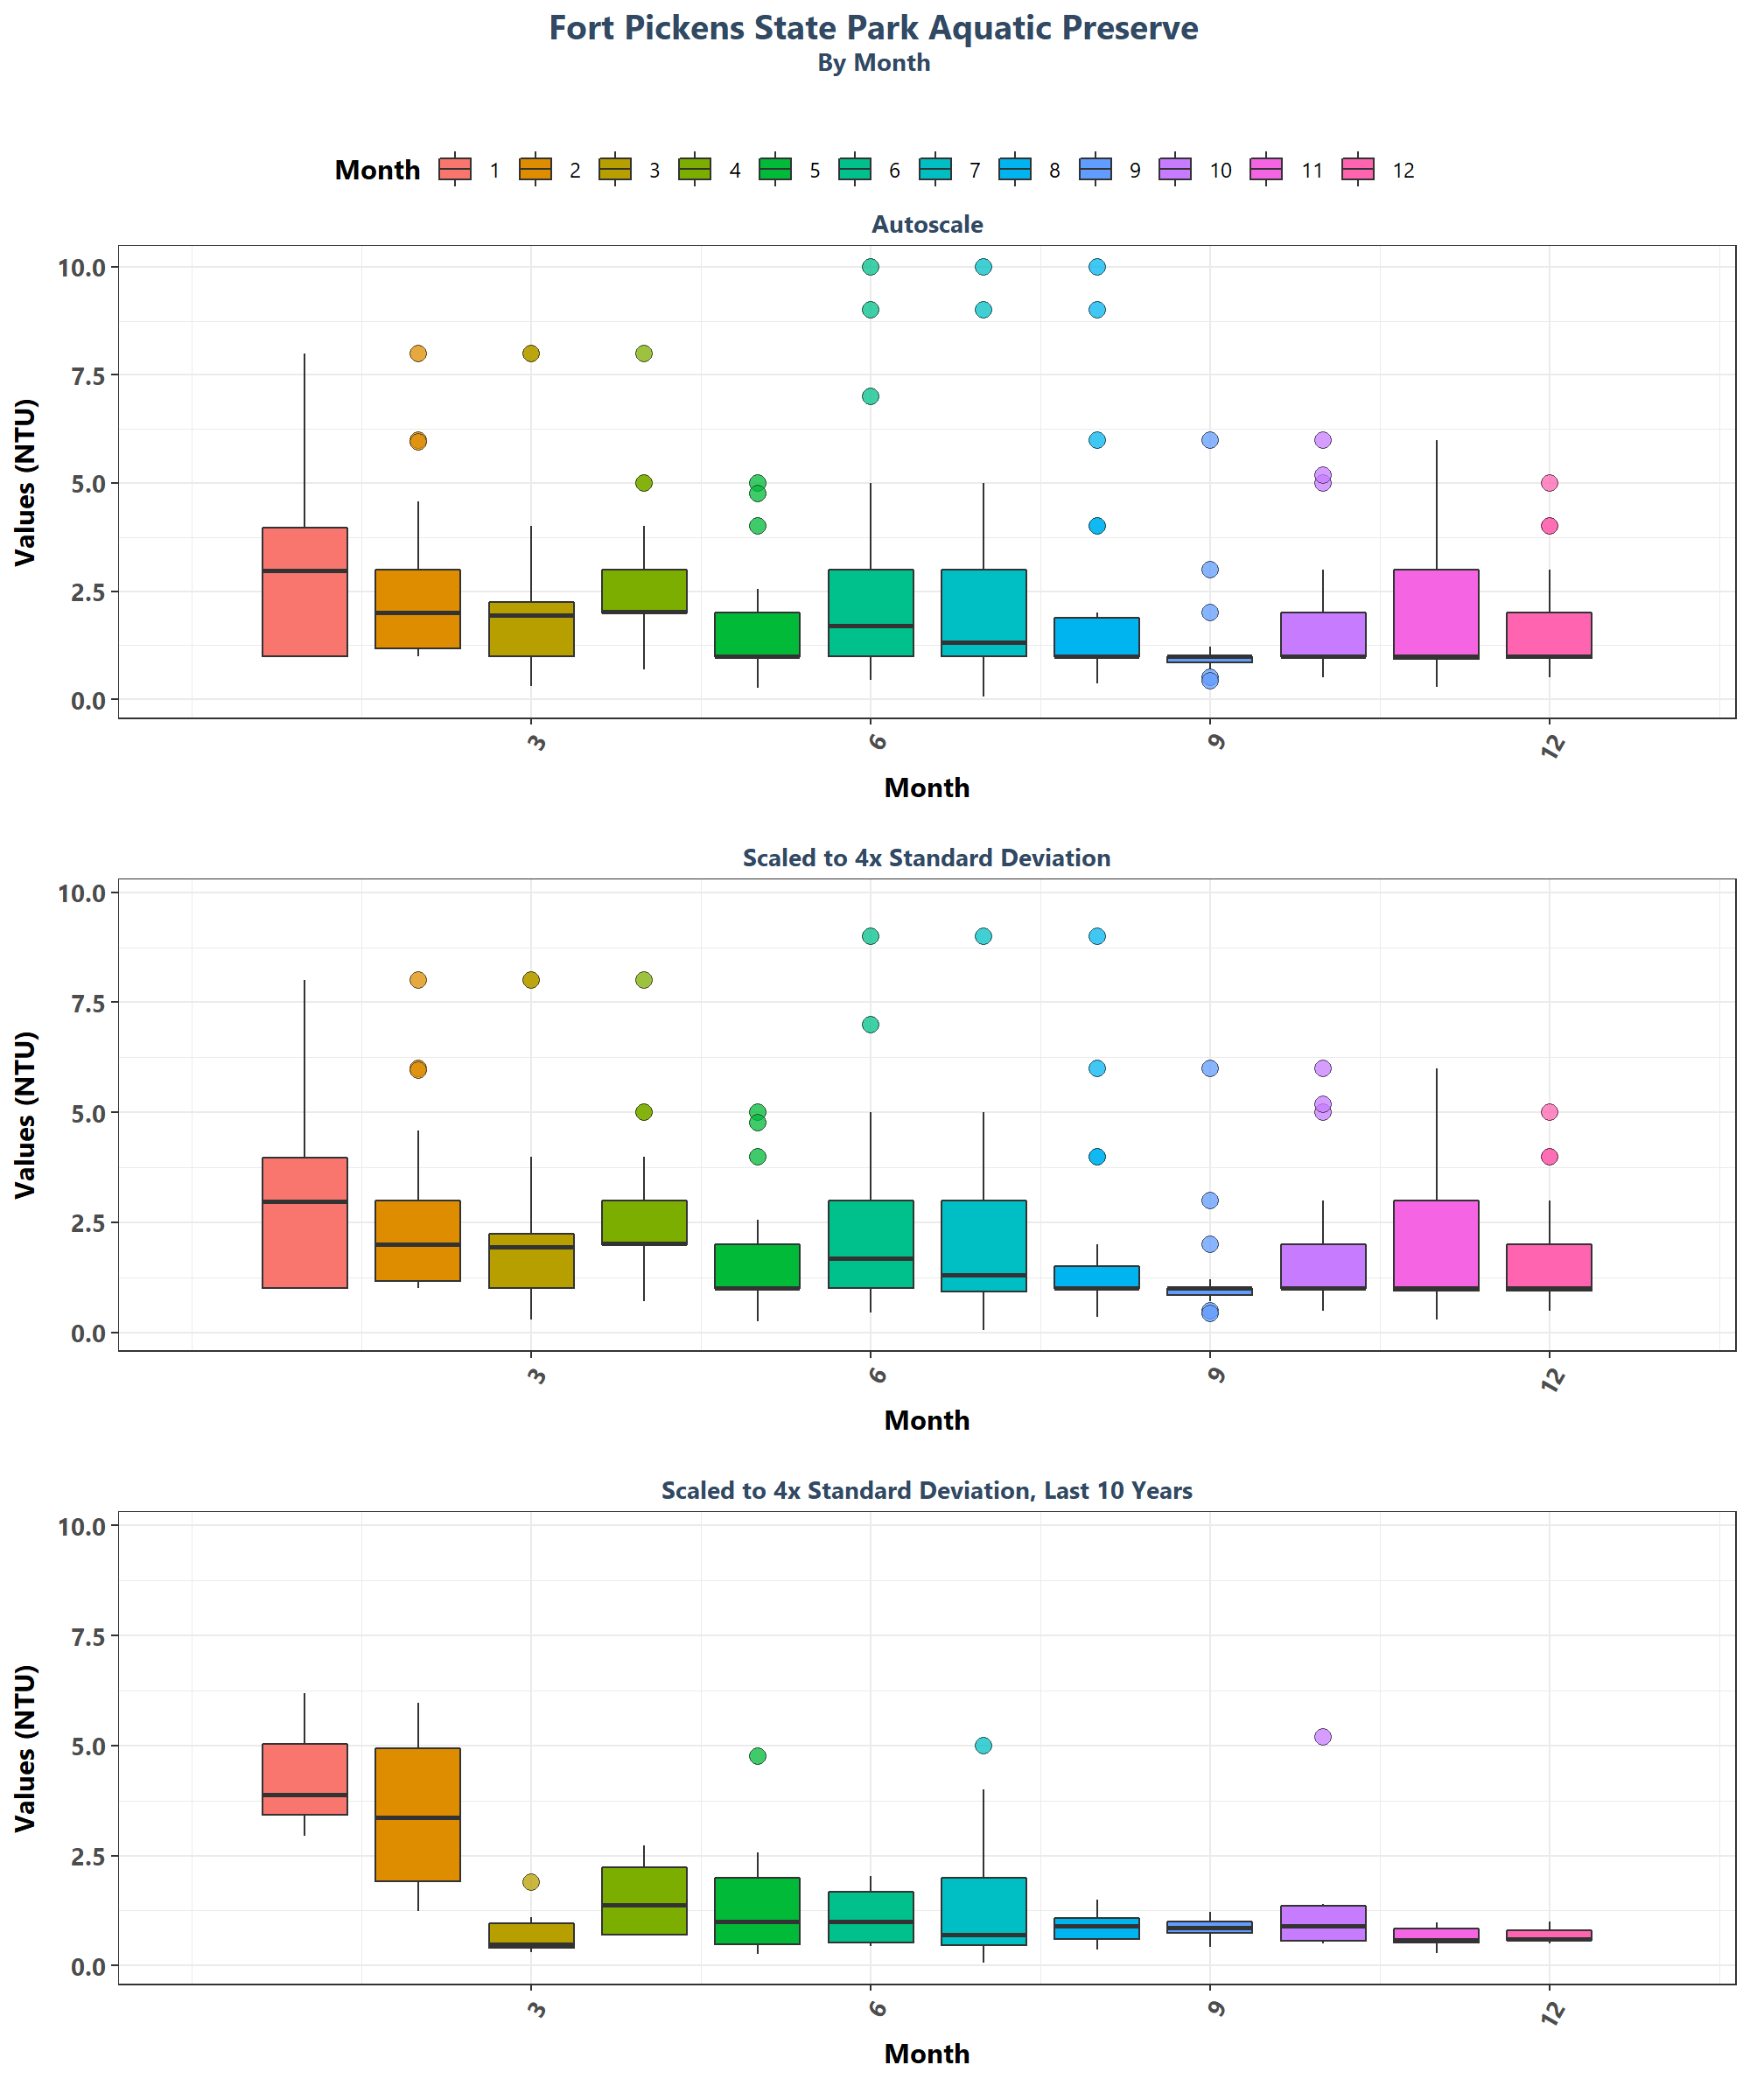 Fort Pickens State Park Aquatic Preserve
By Month
Month 1 2 3 4 5 6 7 8 9 10 11 12
Autoscale
Values (NTU)
10.0
7.5
5.0
2.5
0.0
3 6 9 12
Month
Scaled to 4x Standard Deviation
Values (NTU)
10.0
7.5
5.0
2.5
0.0
3 6 9 12
Month
Scaled to 4x Standard Deviation, Last 10 Years
Values (NTU)
10.0
7.5
5.0
2.5
0.0
3 6 9 12
Month